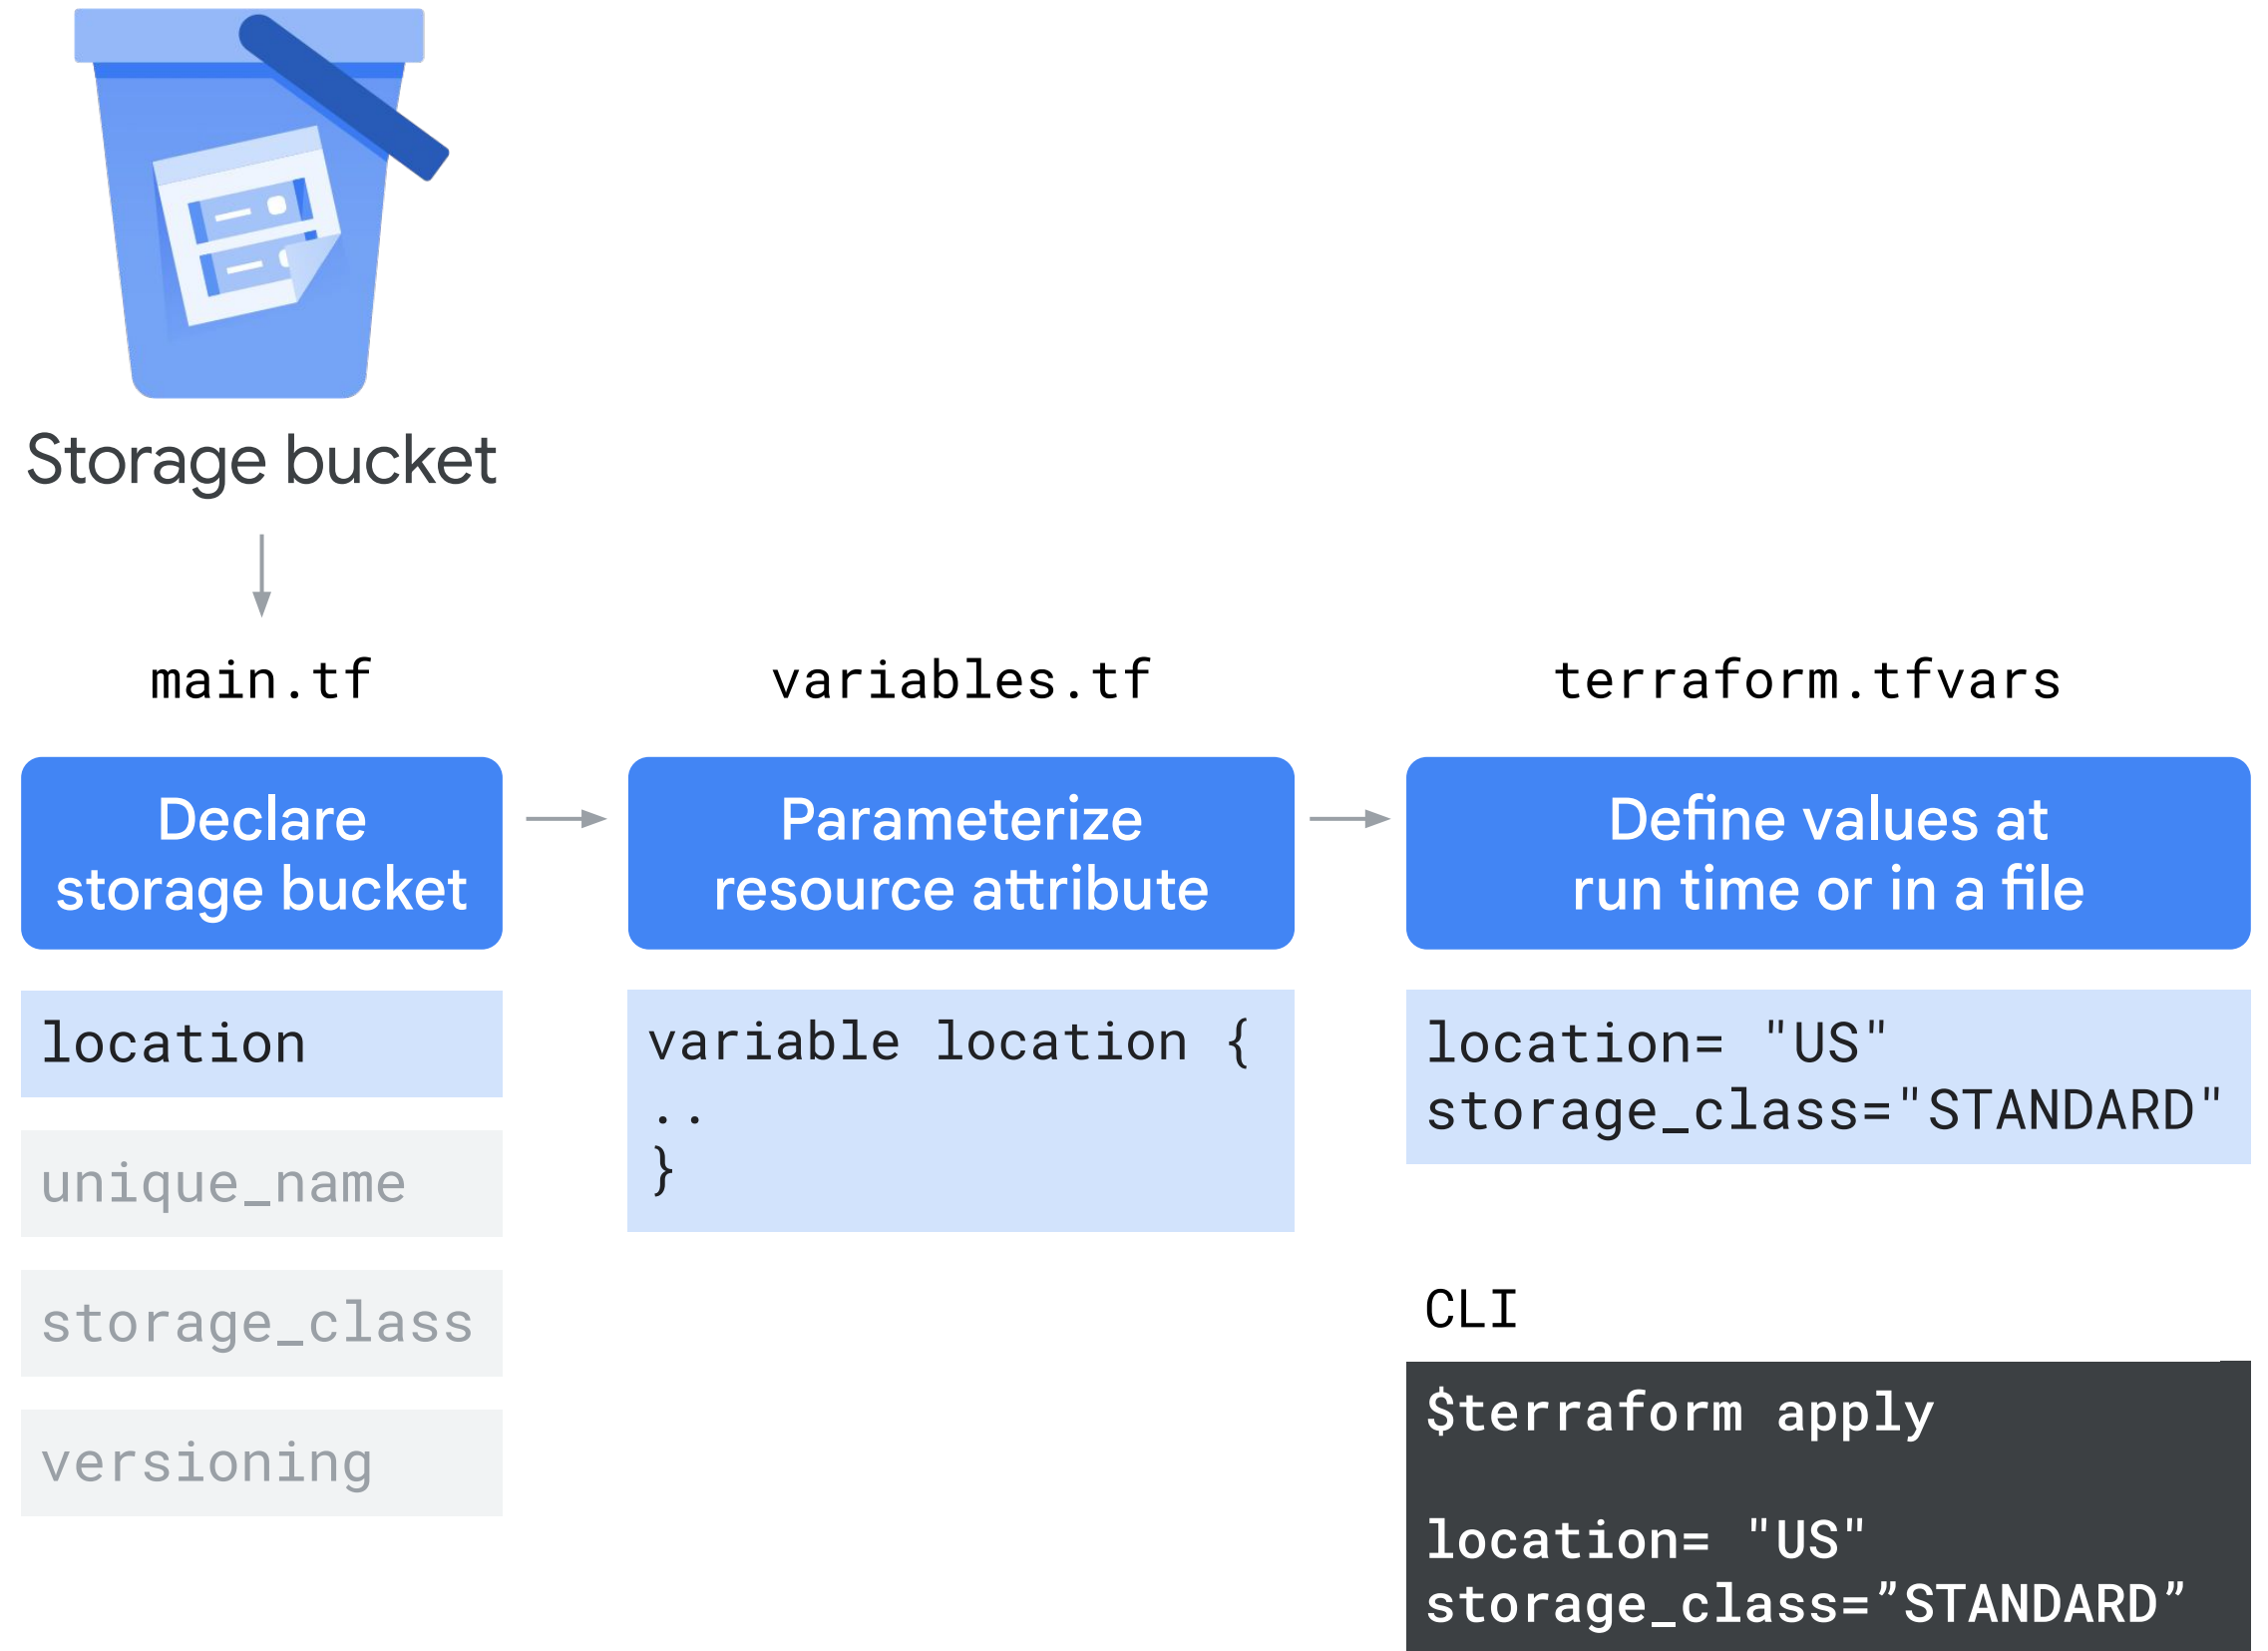 Storage bucket
main.tf
Declare
storage bucket
location
unique_name
storage_class
versioning
variables.tf
Parameterize
resource attribute
variable location {
..
}
terraform.tfvars
Define values at
run time or in a file
location= "US"
storage_class="STANDARD"
CLI
$terraform apply
location= "US"
storage_class=”STANDARD”